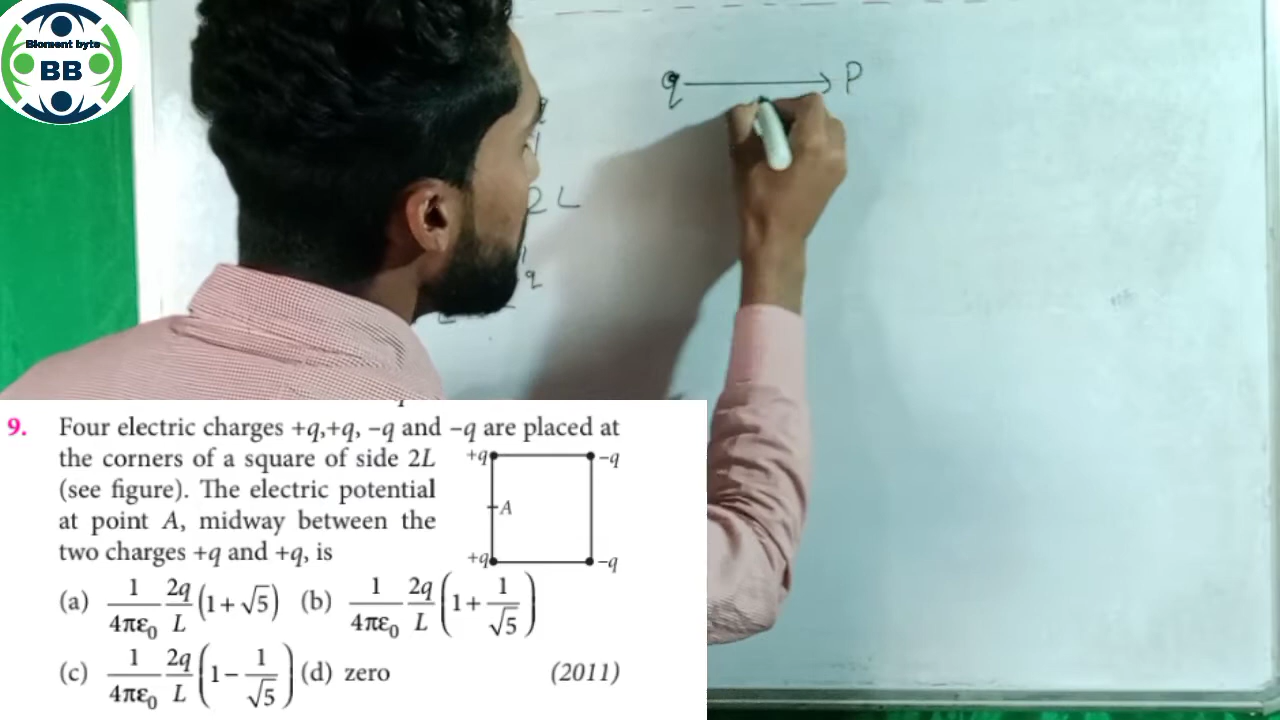 Bioment byte
BB
q → P
2L
q
9. Four electric charges +q,+q, –q and –q are placed at
the corners of a square of side 2L
(see figure). The electric potential
at point A, midway between the
two charges +q and +q, is
+q
–q
A
+q
–q
(a) 1/4πε₀ 2q/L (1+√5) (b) 1/4πε₀ 2q/L (1+1/√5)
(c) 1/4πε₀ 2q/L (1–1/√5) (d) zero (2011)